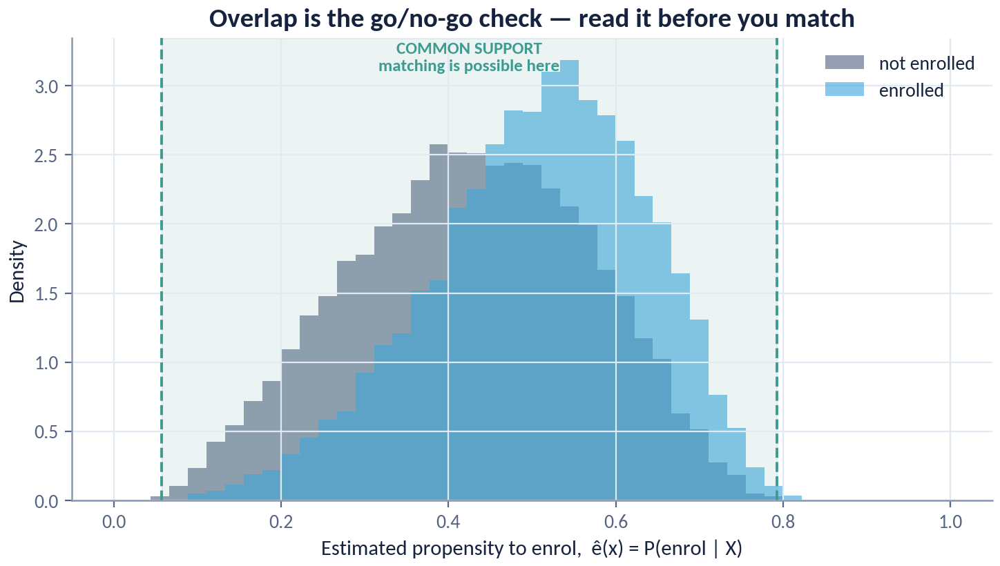 Overlap is the go/no-go check — read it before you match
COMMON SUPPORT
matching is possible here
not enrolled
enrolled
Density
3.0
2.5
2.0
1.5
1.0
0.5
0.0
0.0 0.2 0.4 0.6 0.8 1.0
Estimated propensity to enrol, ê(x) = P(enrol | X)